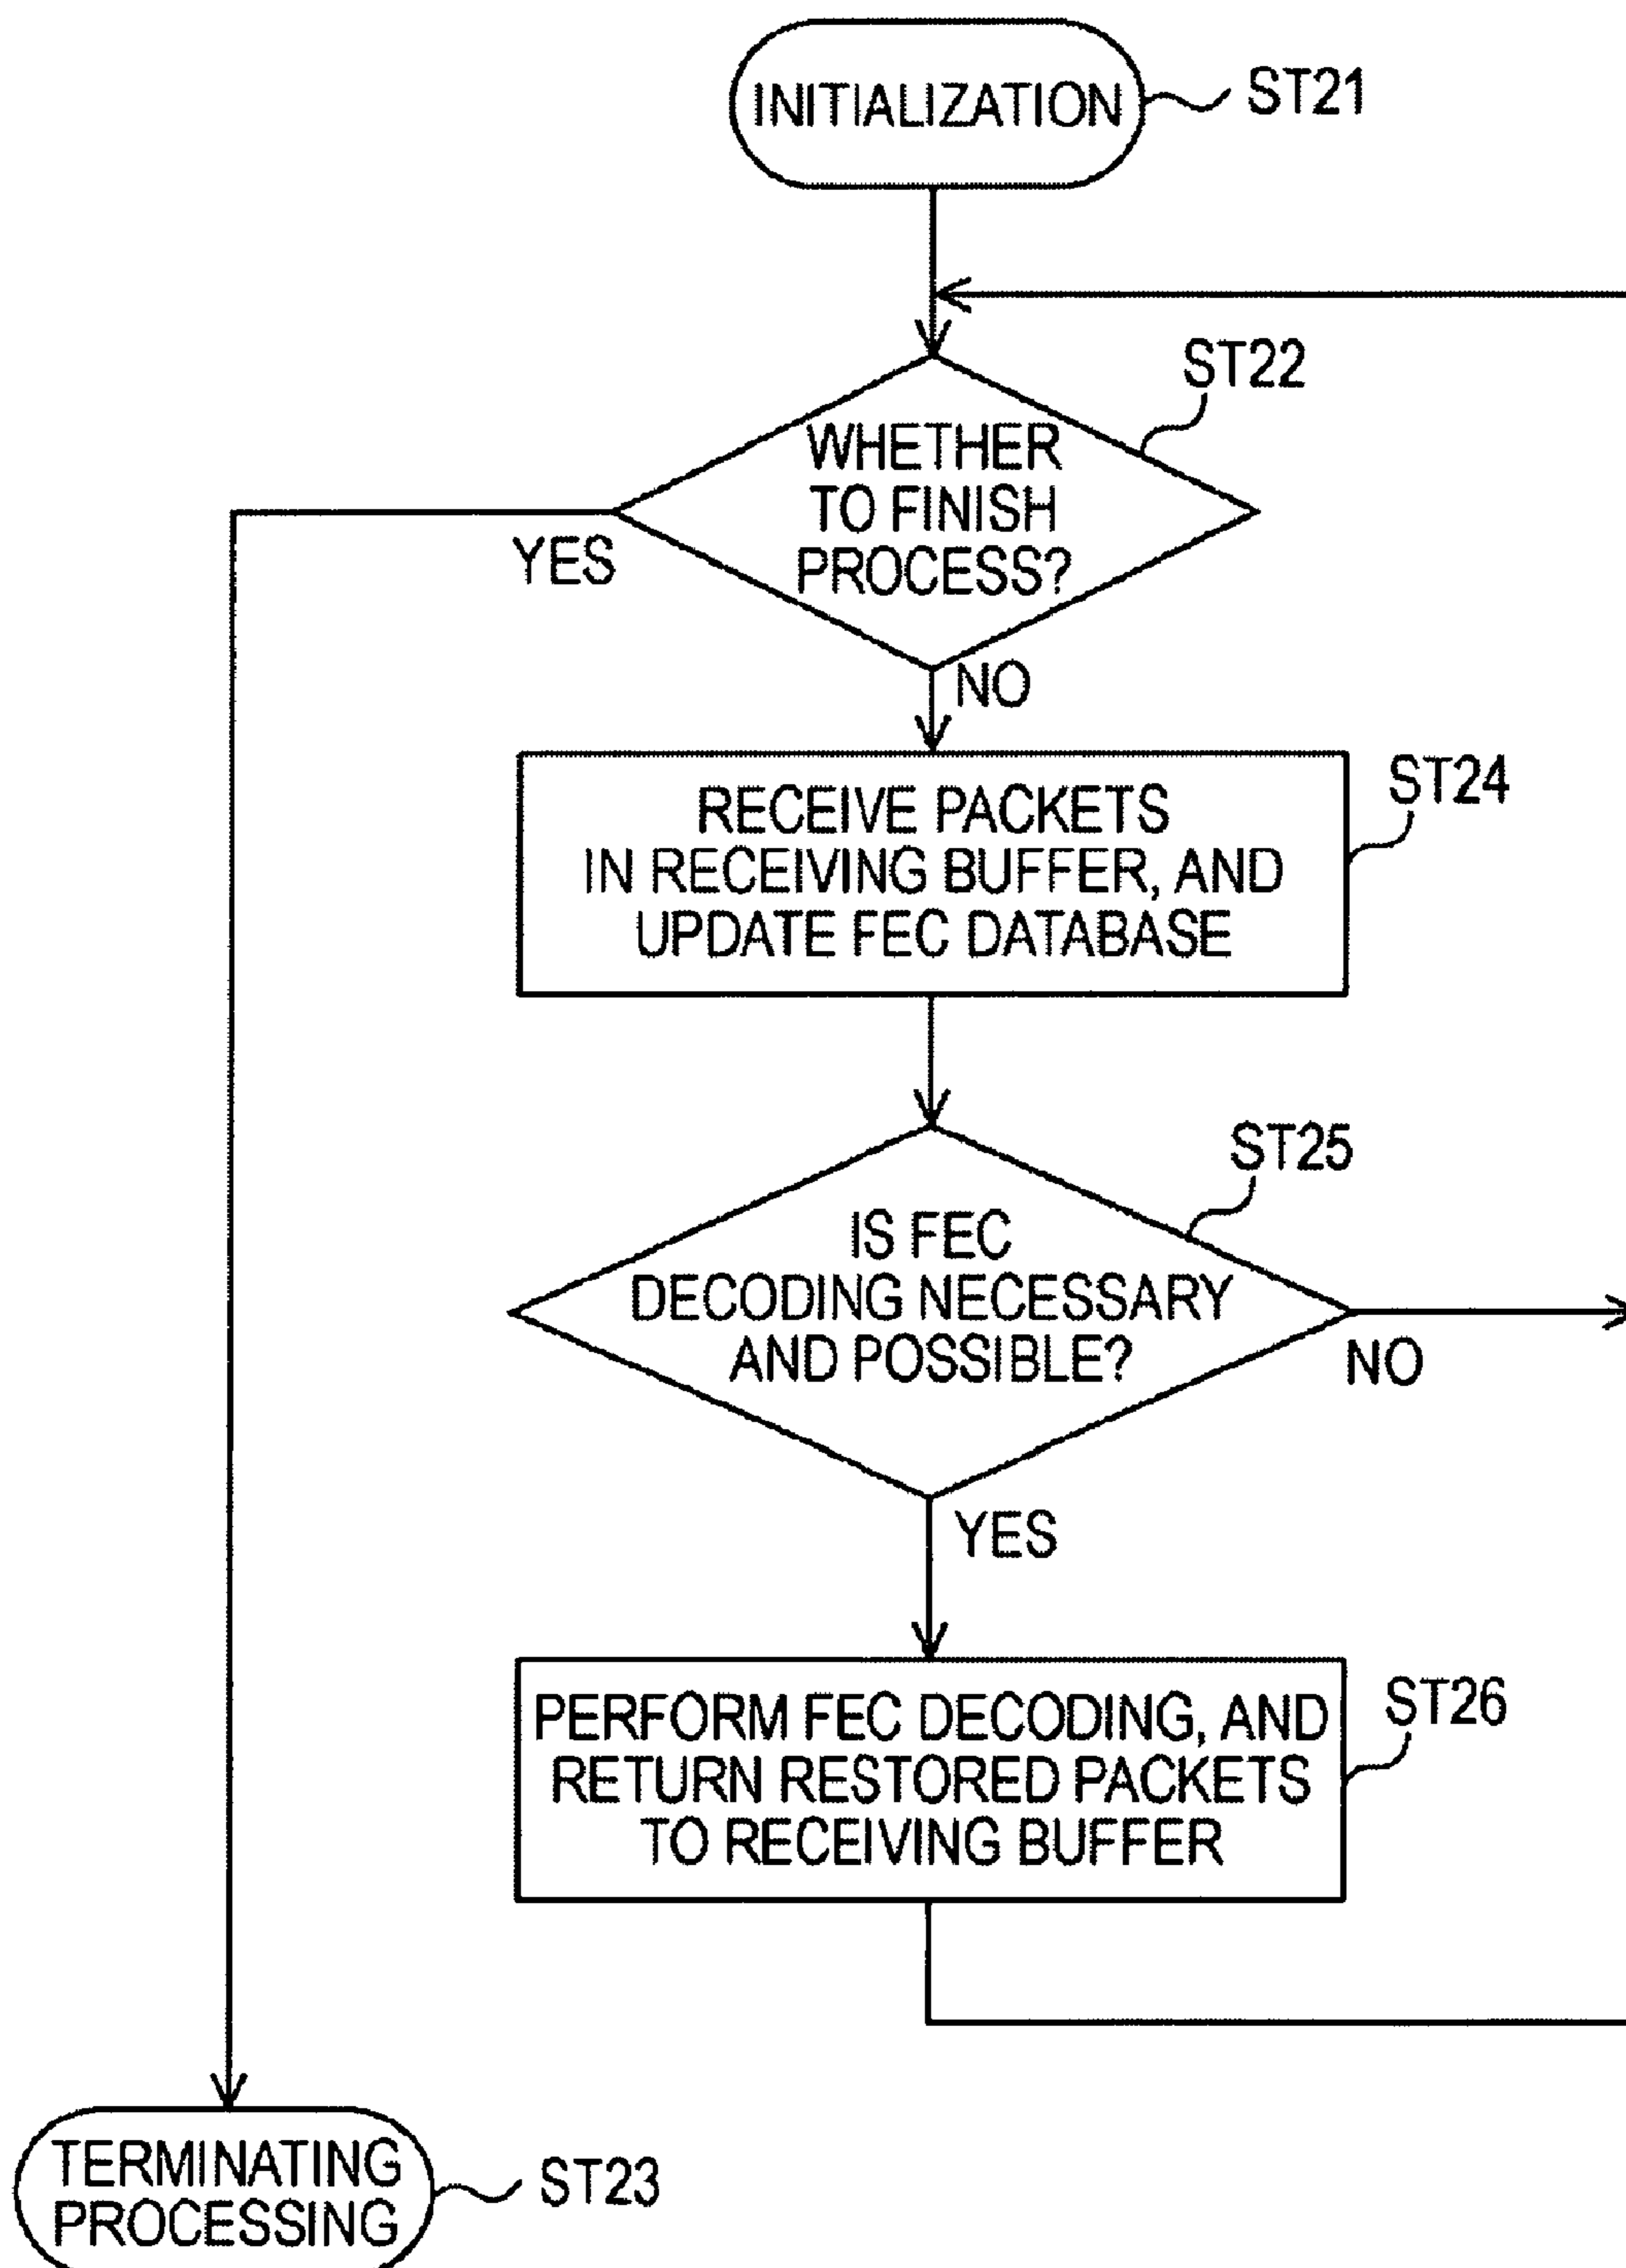 INITIALIZATION
ST21
ST22
WHETHER
TO FINISH
PROCESS?
YES
NO
ST24
RECEIVE PACKETS
IN RECEIVING BUFFER, AND
UPDATE FEC DATABASE
ST25
IS FEC
DECODING NECESSARY
AND POSSIBLE?
NO
YES
ST26
PERFORM FEC DECODING, AND
RETURN RESTORED PACKETS
TO RECEIVING BUFFER
TERMINATING
PROCESSING
ST23